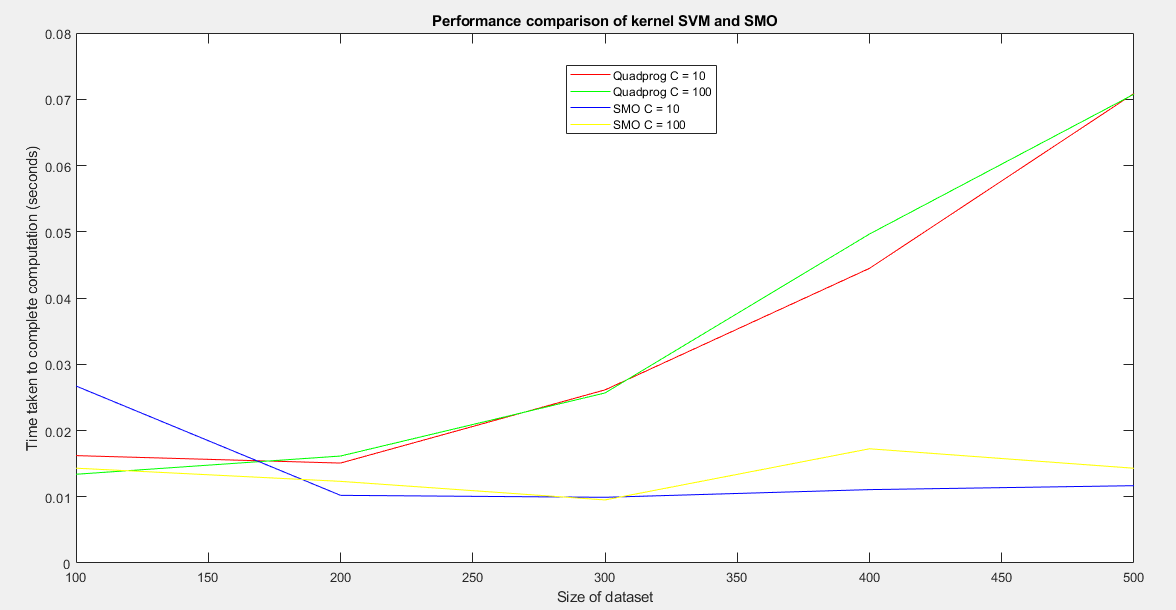 Performance comparison of kernel SVM and SMO
0.08
0.07
0.06
0.05
0.04
0.03
0.02
0.01
0
Time taken to complete computation (seconds)
Quadprog C = 10
Quadprog C = 100
SMO C = 10
SMO C = 100
100 150 200 250 300 350 400 450 500
Size of dataset